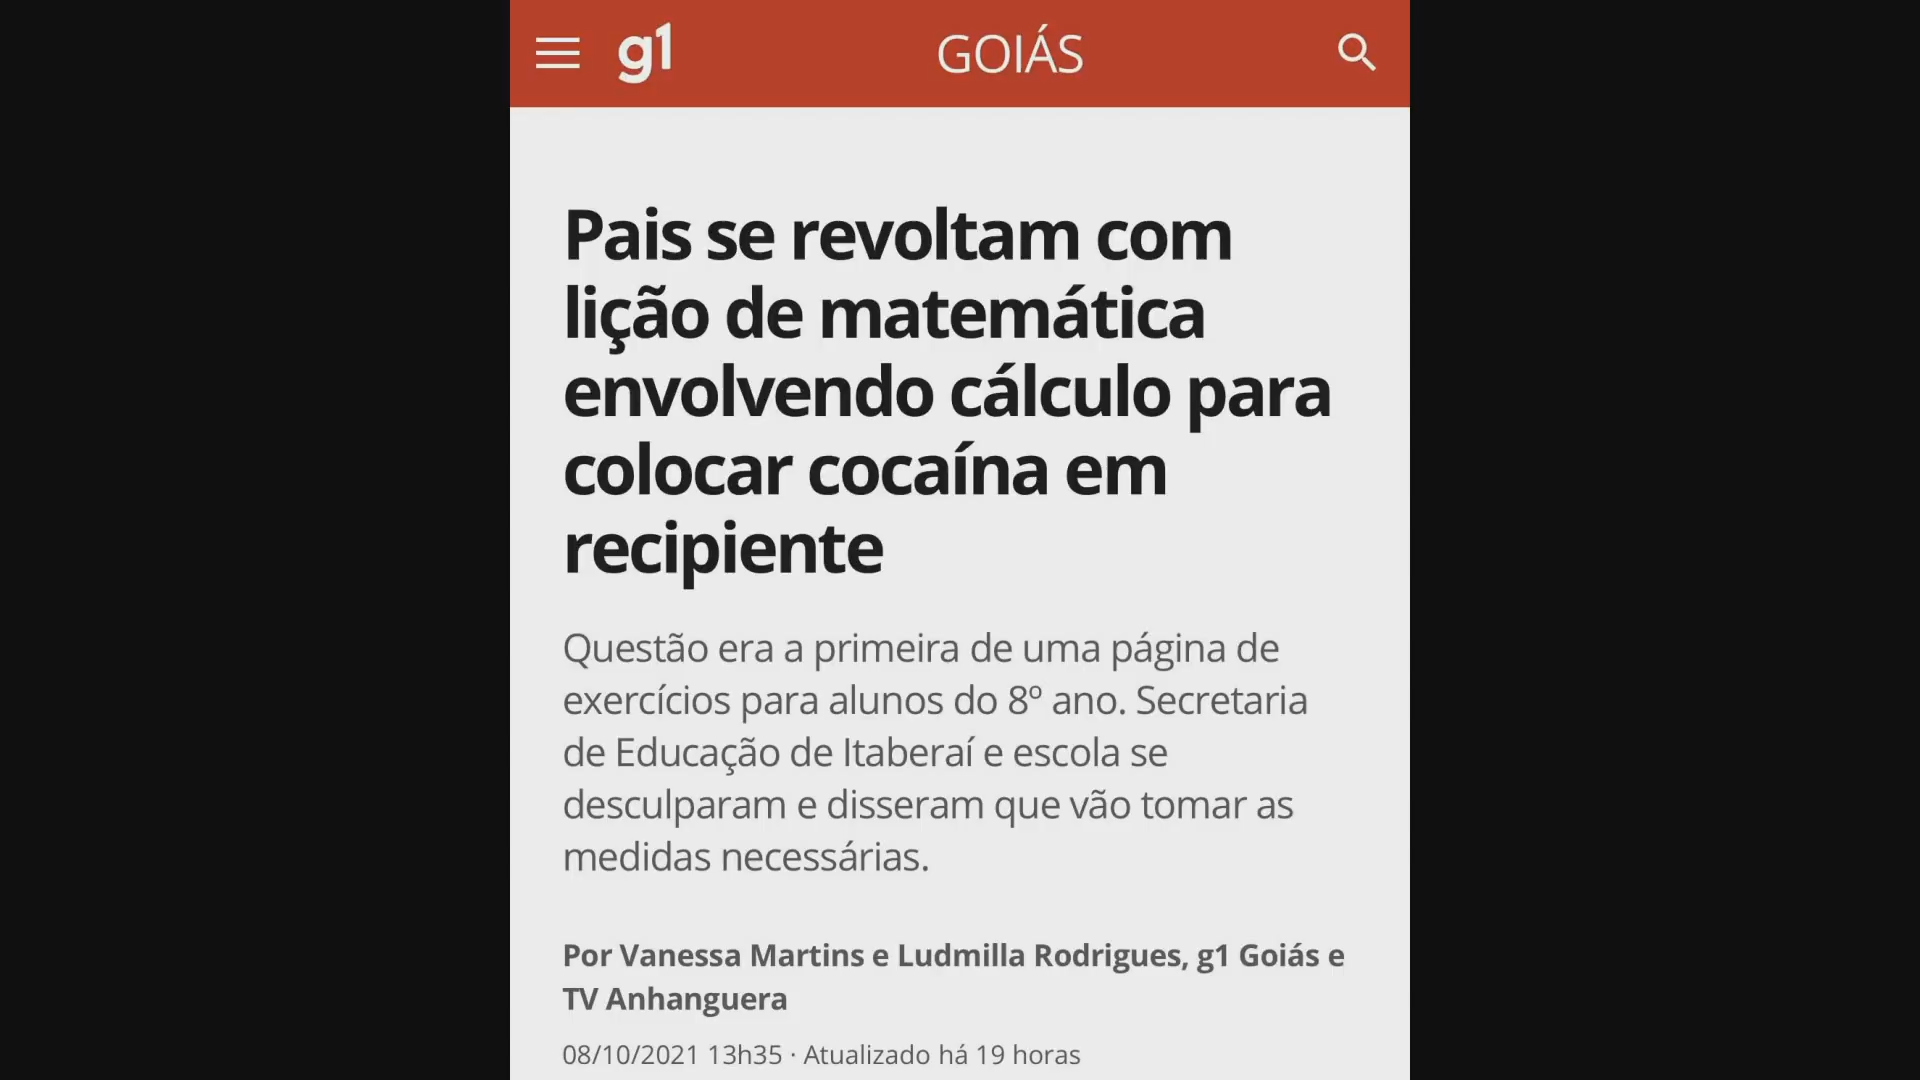 g1
GOIÁS
Pais se revoltam com
lição de matemática
envolvendo cálculo para
colocar cocaína em
recipiente
Questão era a primeira de uma página de
exercícios para alunos do 8º ano. Secretaria
de Educação de Itaberaí e escola se
desculparam e disseram que vão tomar as
medidas necessárias.
Por Vanessa Martins e Ludmilla Rodrigues, g1 Goiás e
TV Anhanguera
08/10/2021 13h35 · Atualizado há 19 horas